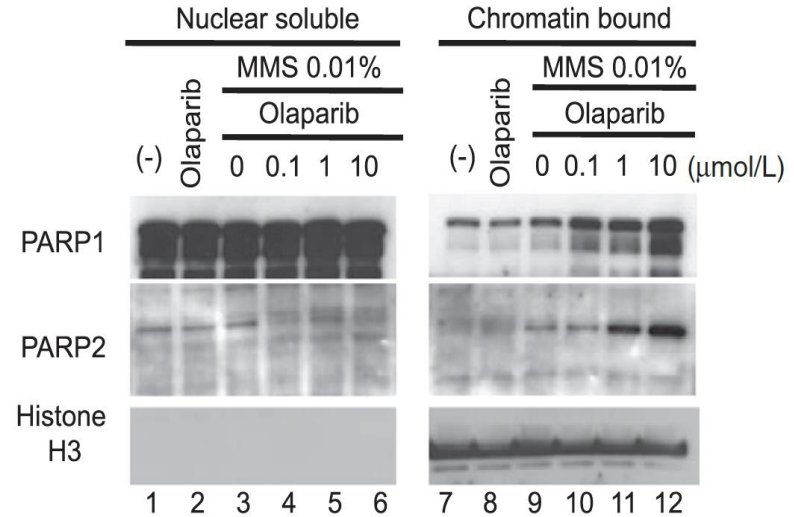 Nuclear soluble
Chromatin bound
MMS 0.01%
MMS 0.01%
Olaparib
Olaparib
(-) Olaparib 0 0.1 1 10
(-) Olaparib 0 0.1 1 10 (μmol/L)
PARP1
PARP2
Histone
H3
1 2 3 4 5 6
7 8 9 10 11 12